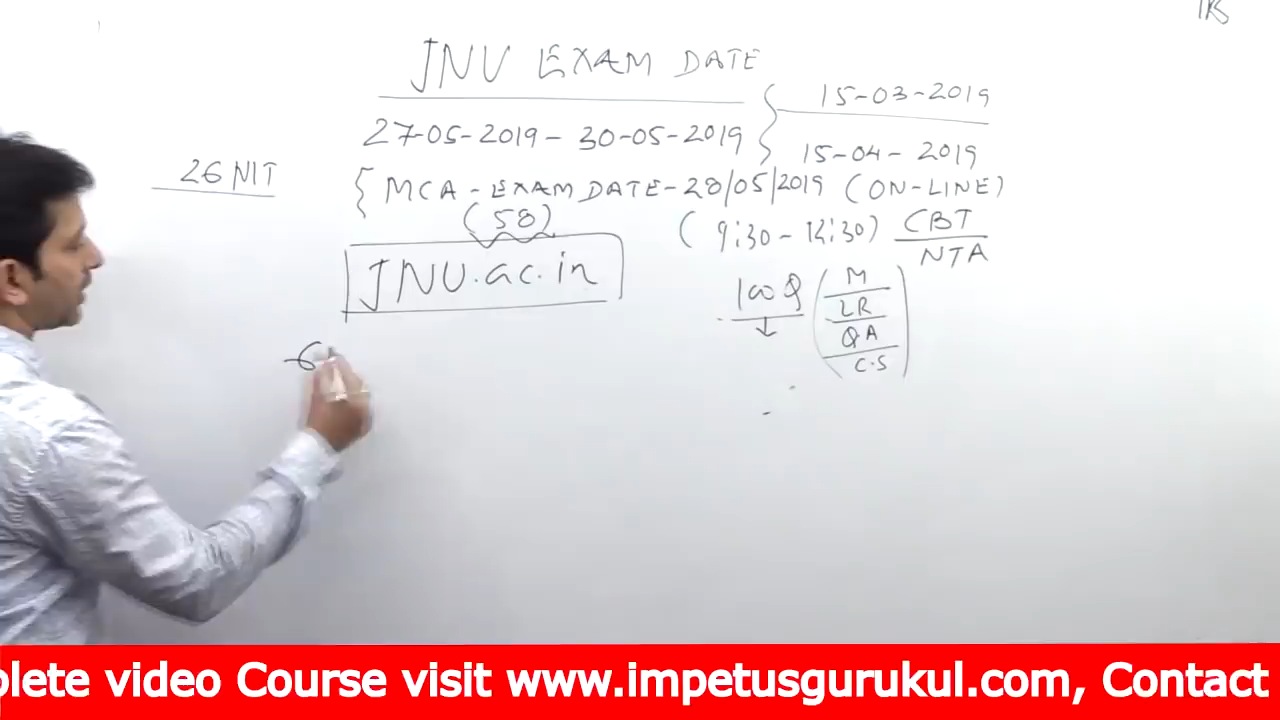 JNU EXAM DATE
27-05-2019 - 30-05-2019
15-03-2019
15-04-2019
26 NIT
MCA - EXAM DATE - 28/05/2019 (ON-LINE)
(58)
(9:30 - 12:30) CBT
NTA
JNU.ac.in
100 Q
M
LR
QA
C.S
plete video Course visit www.impetusgurukul.com, Contact